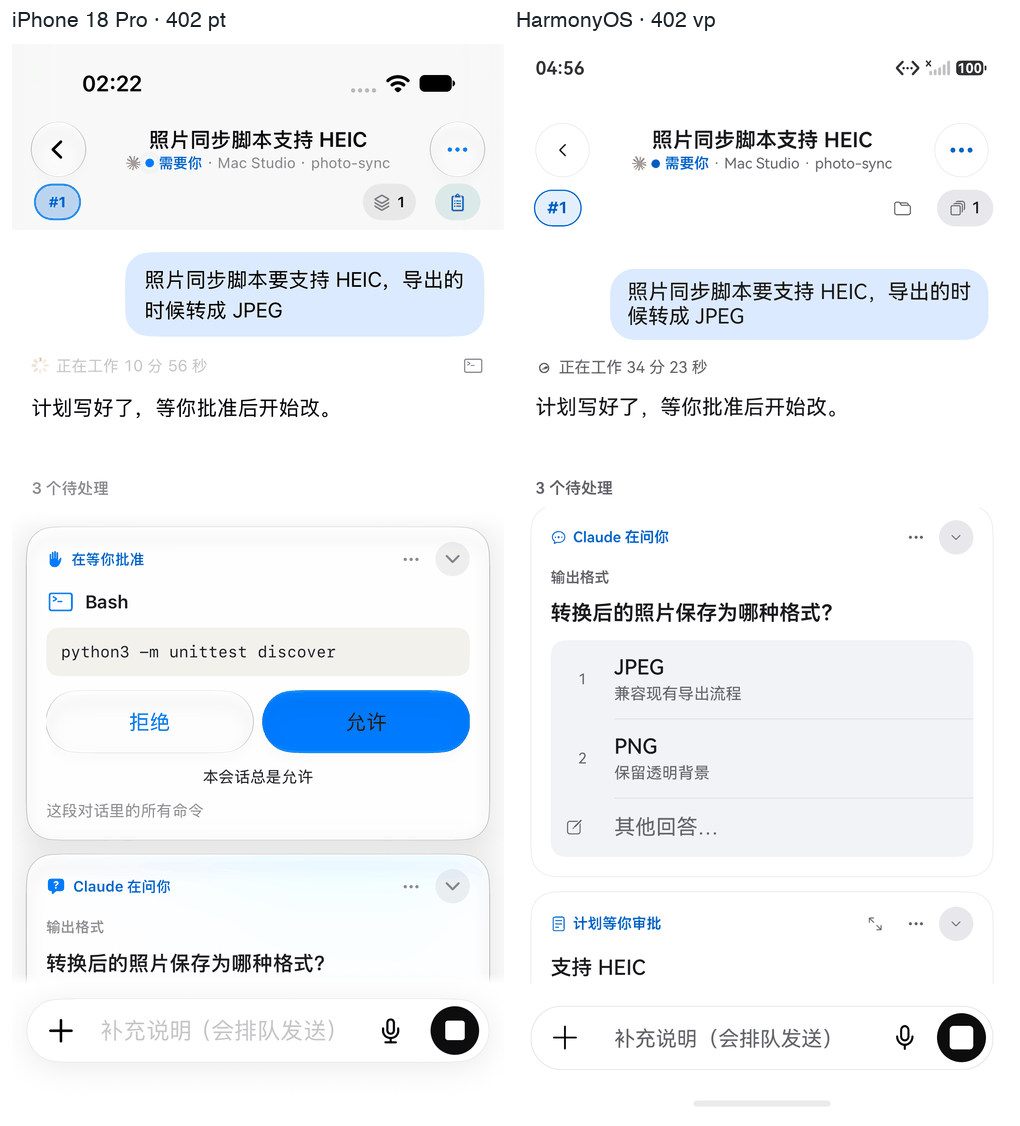 iPhone 18 Pro · 402 pt
02:22
照片同步脚本支持 HEIC
需要你 · Mac Studio · photo-sync
#1
1
照片同步脚本要支持 HEIC，导出的
时候转成 JPEG
正在工作 10 分 56 秒
计划写好了，等你批准后开始改。
3 个待处理
在等你批准
Bash
python3 -m unittest discover
拒绝
允许
本会话总是允许
这段对话里的所有命令
Claude 在问你
输出格式
转换后的照片保存为哪种格式？
补充说明（会排队发送）
HarmonyOS · 402 vp
04:56
100
照片同步脚本支持 HEIC
需要你 · Mac Studio · photo-sync
#1
1
照片同步脚本要支持 HEIC，导出的时
候转成 JPEG
正在工作 34 分 23 秒
计划写好了，等你批准后开始改。
3 个待处理
Claude 在问你
输出格式
转换后的照片保存为哪种格式？
1
JPEG
兼容现有导出流程
2
PNG
保留透明背景
其他回答...
计划等你审批
支持 HEIC
补充说明（会排队发送）